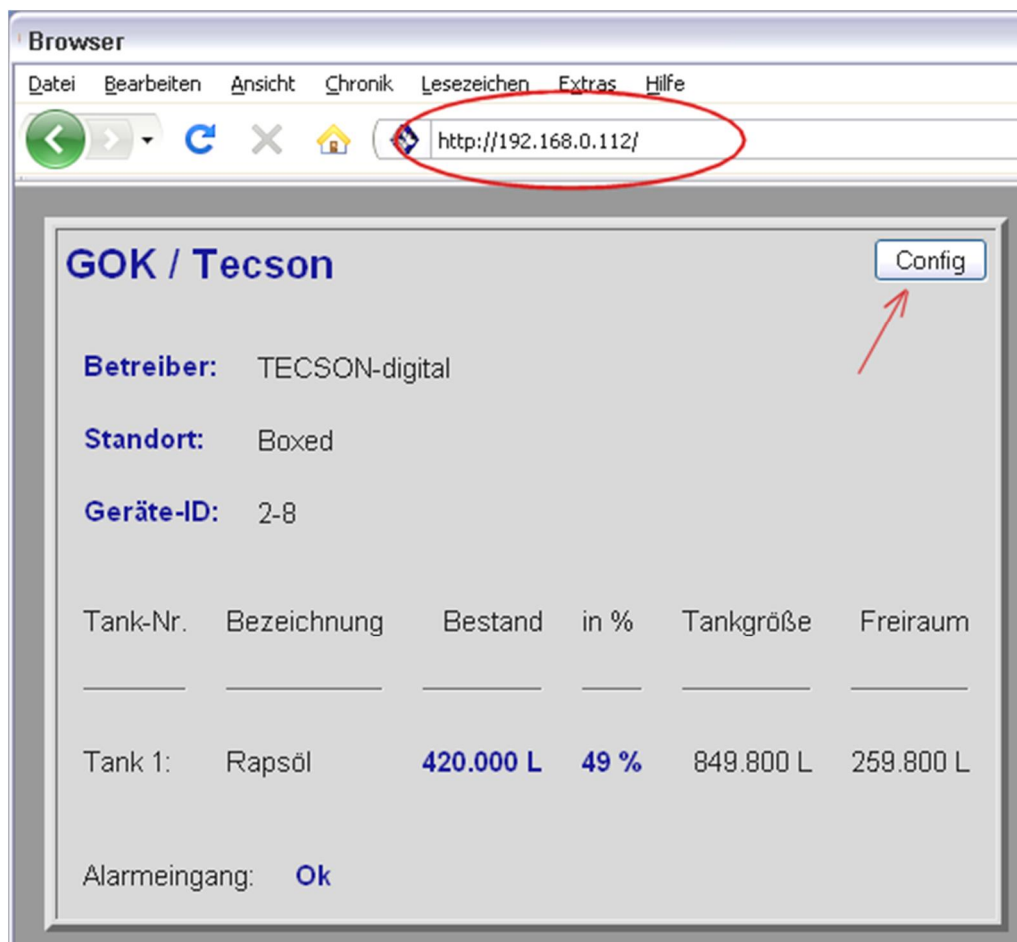 Browser
Datei Bearbeiten Ansicht Chronik Lesezeichen Extras Hilfe
http://192.168.0.112/
GOK / Tecson Config
Betreiber: TECSON-digital
Standort: Boxed
Geräte-ID: 2-8
Tank-Nr. Bezeichnung Bestand in % Tankgröße Freiraum
Tank 1: Rapsöl 420.000 L 49 % 849.800 L 259.800 L
Alarmeingang: Ok